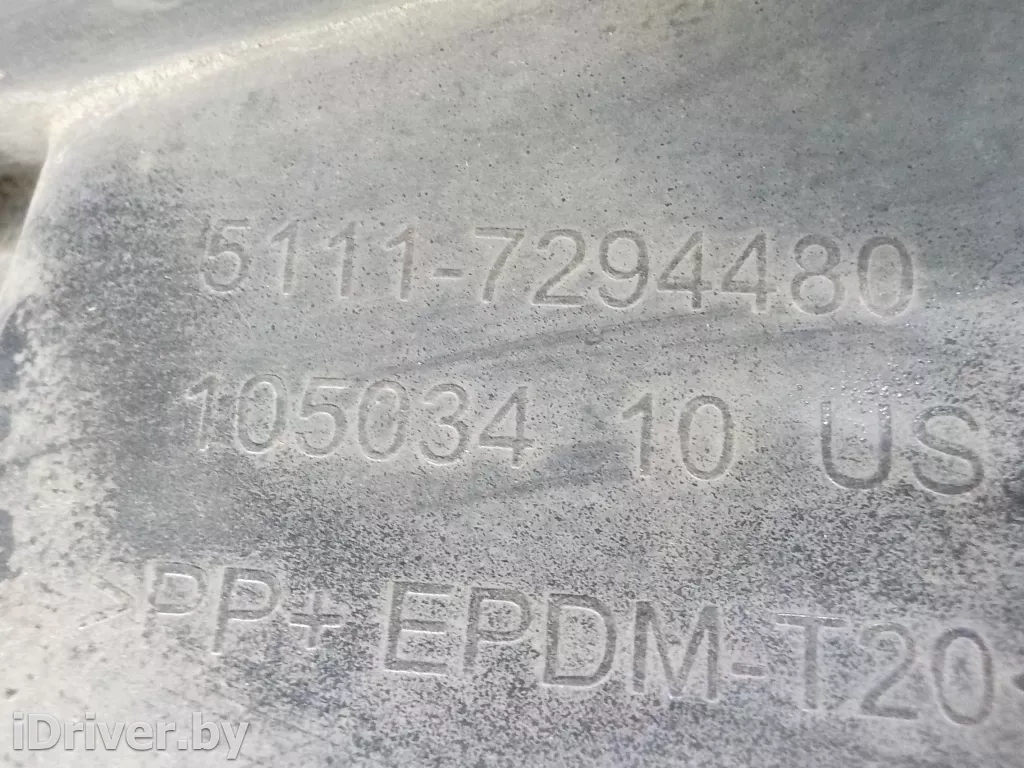 5111-7294480
105034 10 US
>PP+EPDM-T20<
iDriver.by